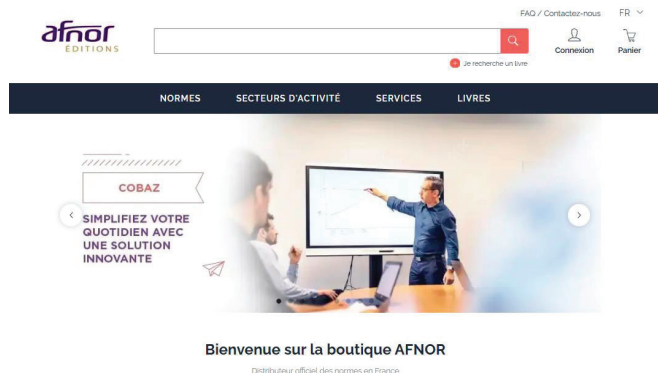 FAQ / Contactez-nous FR
afnor
ÉDITIONS
Connexion Panier
Je recherche un livre
NORMES SECTEURS D'ACTIVITÉ SERVICES LIVRES
COBAZ
SIMPLIFIEZ VOTRE
QUOTIDIEN AVEC
UNE SOLUTION
INNOVANTE
Bienvenue sur la boutique AFNOR
Distributeur officiel des normes en France